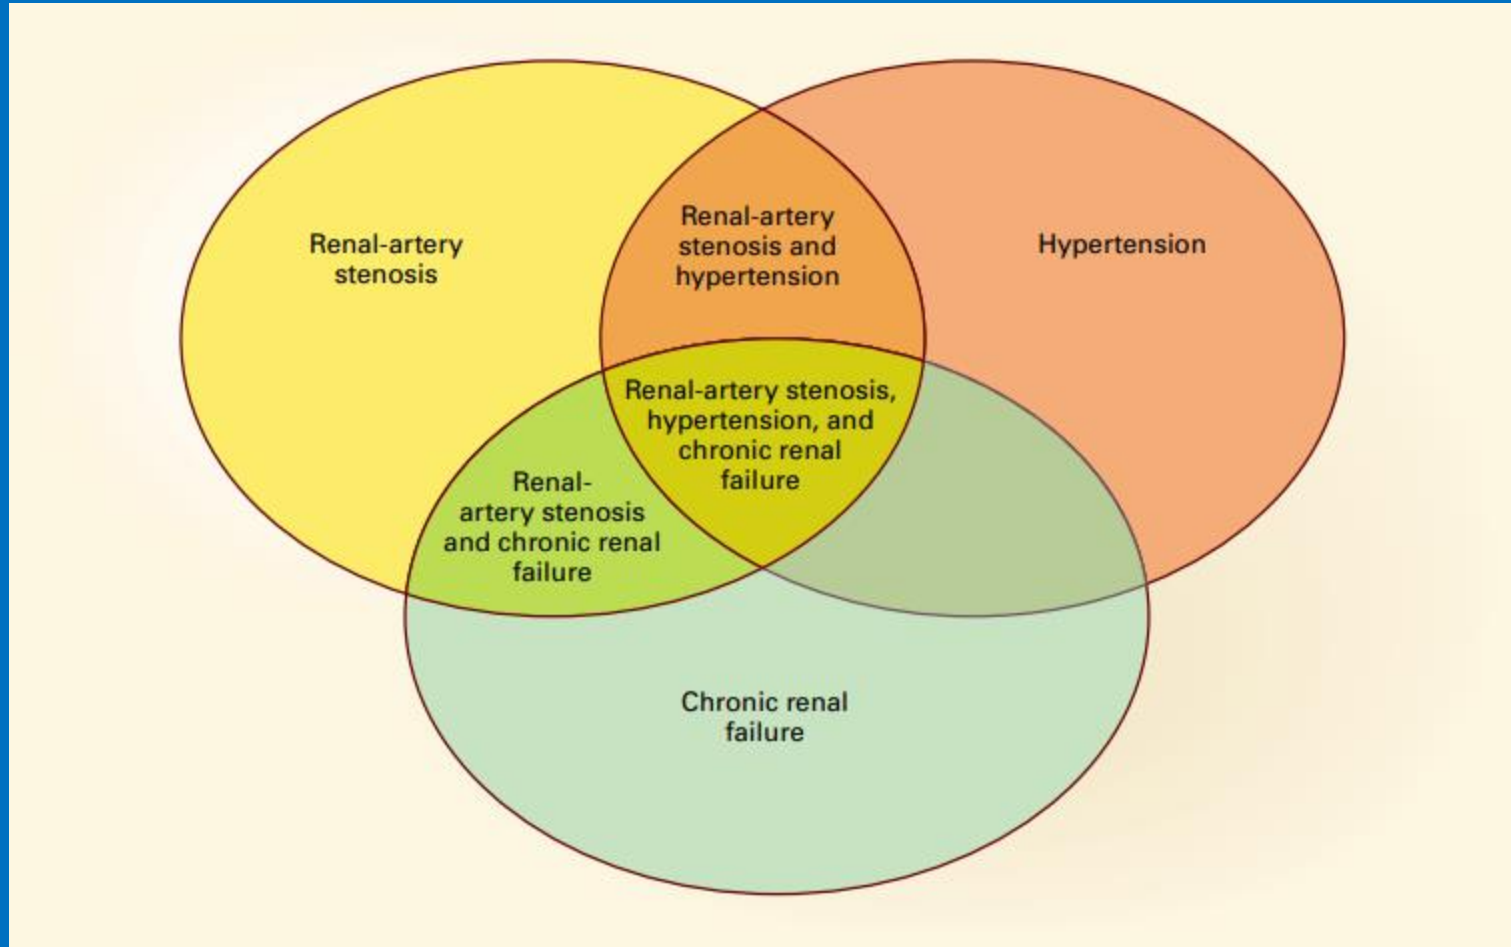 Renal-artery
stenosis
Renal-artery
stenosis and
hypertension
Hypertension
Renal-artery stenosis,
hypertension, and
chronic renal
failure
Renal-
artery stenosis
and chronic renal
failure
Chronic renal
failure